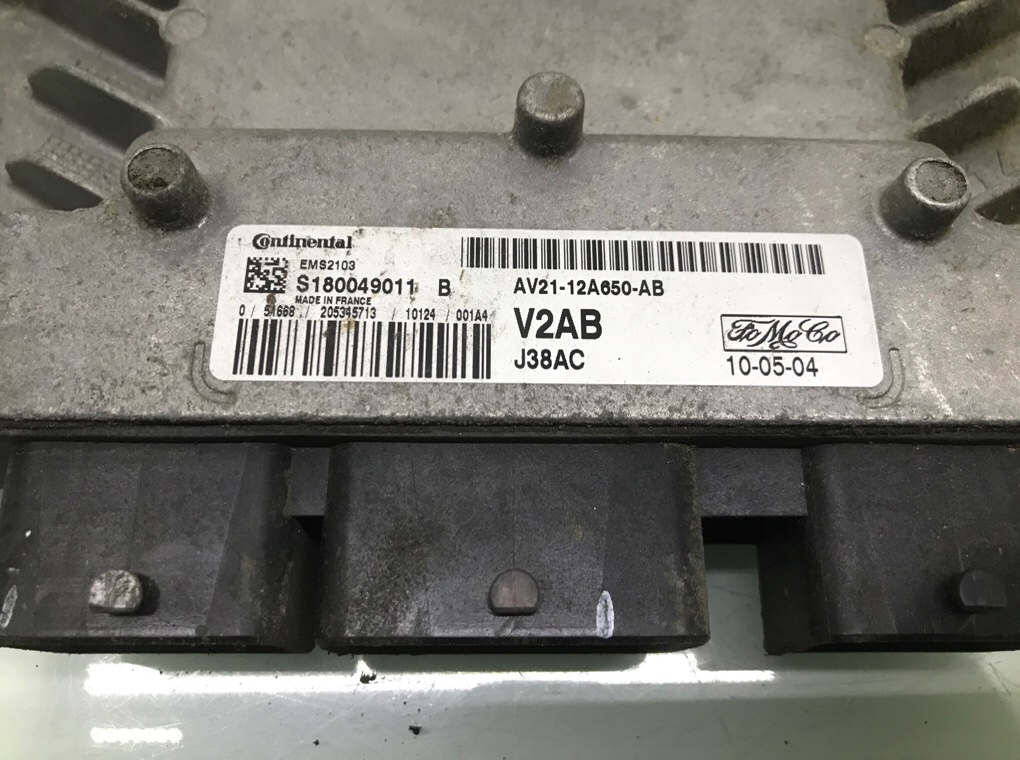 Continental
EMS2103
S180049011 B
MADE IN FRANCE
0 / 51668 / 205345713 / 10124 / 001A4
AV21-12A650-AB
V2AB
J38AC
FoMoCo
10-05-04